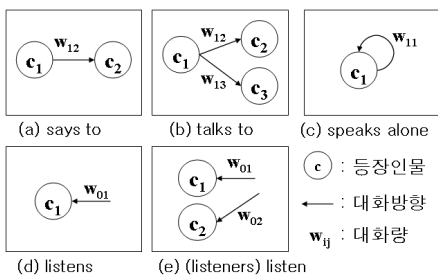 w12
c1
c2
(a) says to
w12
c1
c2
w13
c3
(b) talks to
w11
c1
(c) speaks alone
w01
c1
(d) listens
w01
c1
c2
w02
(e) (listeners) listen
c : 등장인물
: 대화방향
wij : 대화량